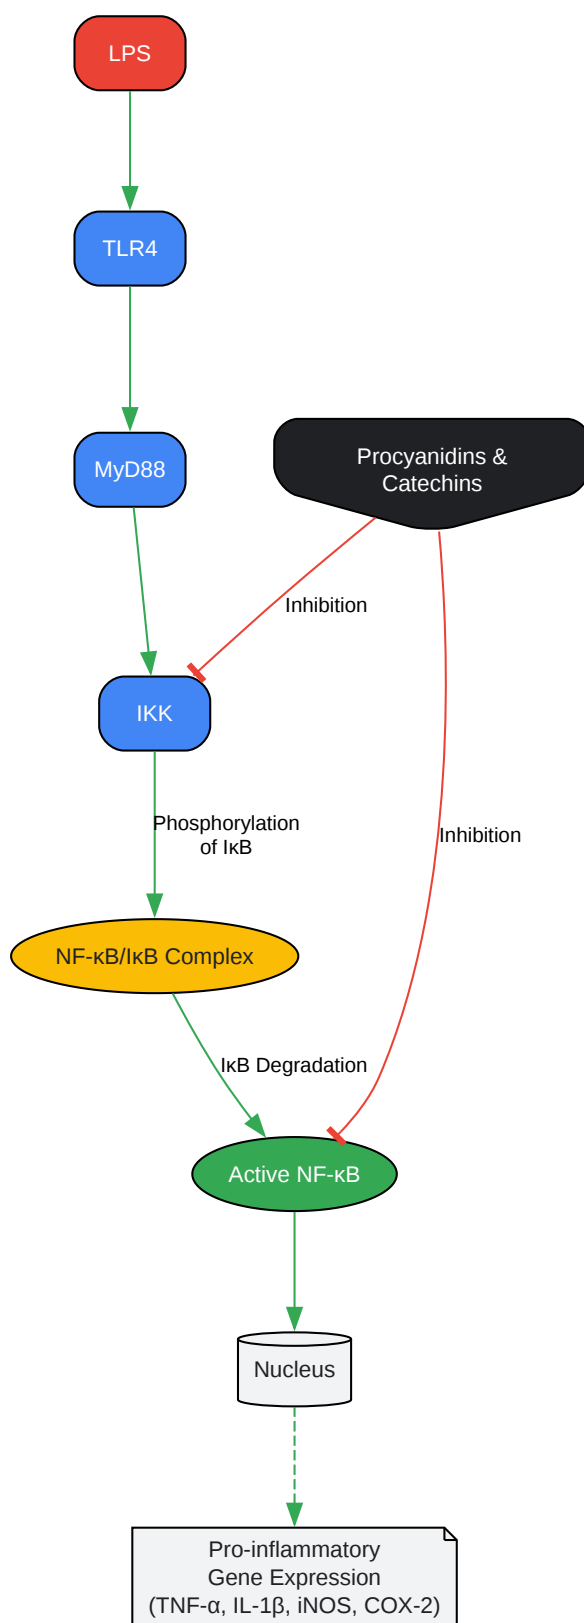 LPS
TLR4
MyD88
Procyanidins &
Catechins
Inhibition
IKK
Phosphorylation
of IκB
Inhibition
NF-κB/IκB Complex
IκB Degradation
Active NF-κB
Nucleus
Pro-inflammatory
Gene Expression
(TNF-α, IL-1β, iNOS, COX-2)